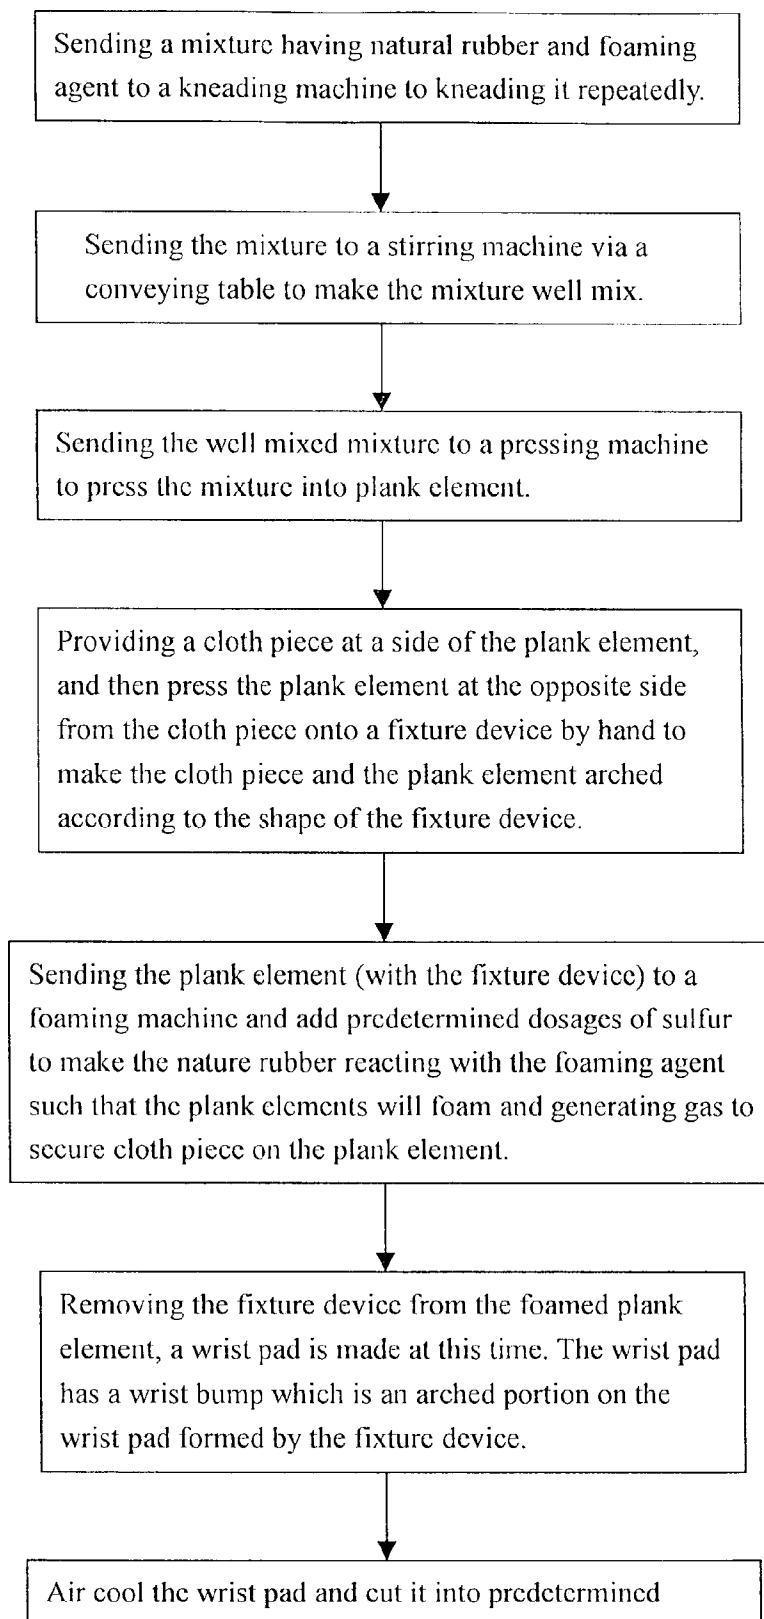 Sending a mixture having natural rubber and foaming
agent to a kneading machine to kneading it repeatedly.
Sending the mixture to a stirring machine via a
conveying table to make the mixture well mix.
Sending the well mixed mixture to a pressing machine
to press the mixture into plank element.
Providing a cloth piece at a side of the plank element,
and then press the plank element at the opposite side
from the cloth piece onto a fixture device by hand to
make the cloth piece and the plank element arched
according to the shape of the fixture device.
Sending the plank element (with the fixture device) to a
foaming machine and add predetermined dosages of sulfur
to make the nature rubber reacting with the foaming agent
such that the plank elements will foam and generating gas to
secure cloth piece on the plank element.
Removing the fixture device from the foamed plank
element, a wrist pad is made at this time. The wrist pad
has a wrist bump which is an arched portion on the
wrist pad formed by the fixture device.
Air cool the wrist pad and cut it into predetermined